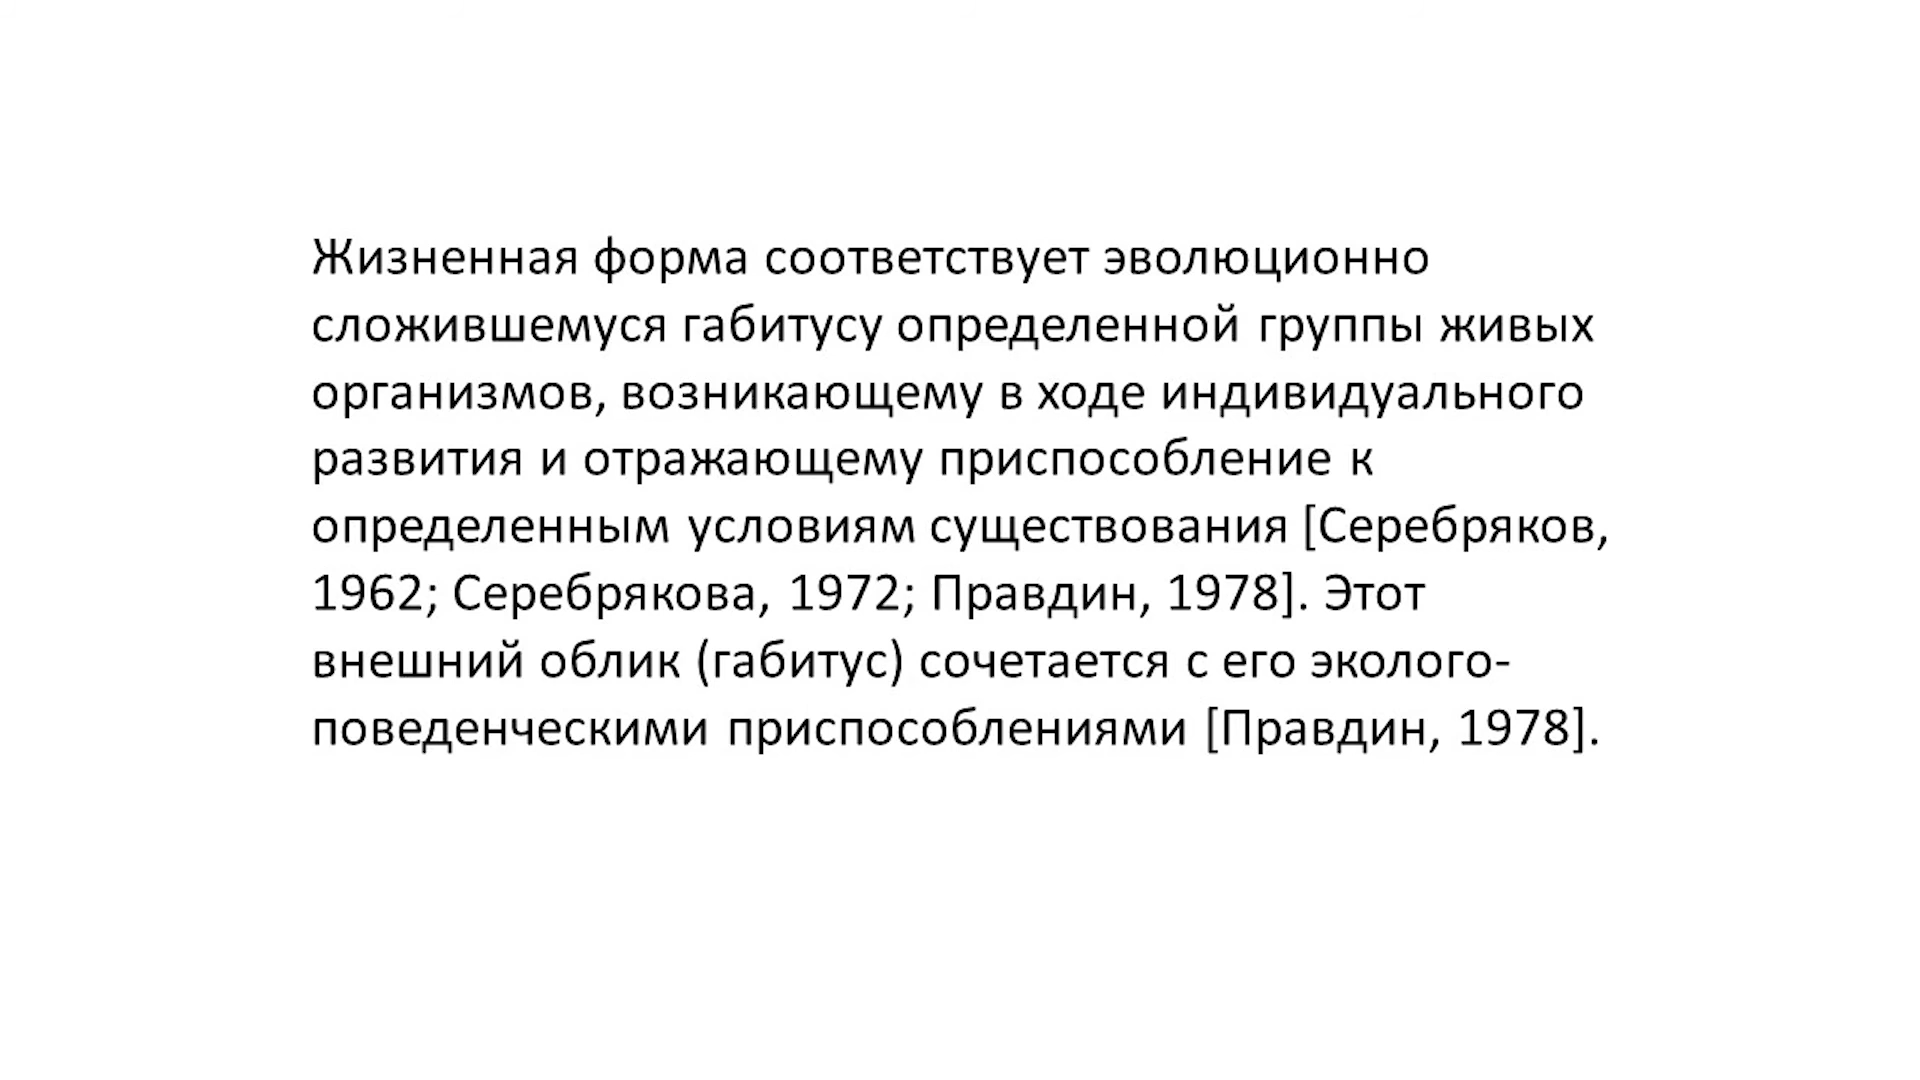 Жизненная форма соответствует эволюционно
сложившемуся габитусу определенной группы живых
организмов, возникающему в ходе индивидуального
развития и отражающему приспособление к
определенным условиям существования [Серебряков,
1962; Серебрякова, 1972; Правдин, 1978]. Этот
внешний облик (габитус) сочетается с его эколого-
поведенческими приспособлениями [Правдин, 1978].